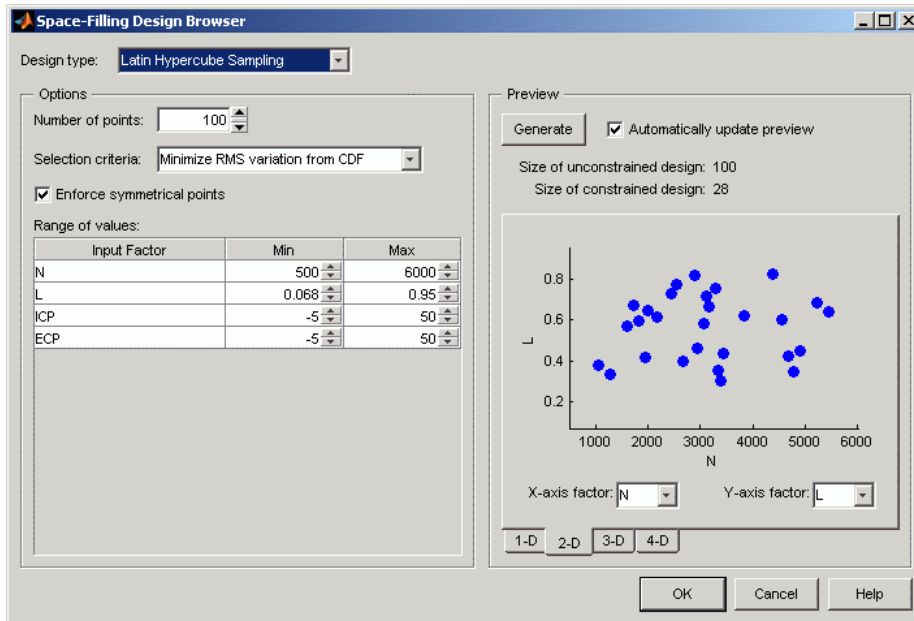 Space-Filling Design Browser
Design type: Latin Hypercube Sampling
Options
Number of points: 100
Selection criteria: Minimize RMS variation from CDF
Enforce symmetrical points
Range of values:
Input Factor Min Max
N 500 6000
L 0.068 0.95
ICP -5 50
ECP -5 50
Preview
Generate Automatically update preview
Size of unconstrained design: 100
Size of constrained design: 28
0.8
0.6
0.4
0.2
L
1000 2000 3000 4000 5000 6000
N
X-axis factor: N Y-axis factor: L
1-D 2-D 3-D 4-D
OK Cancel Help